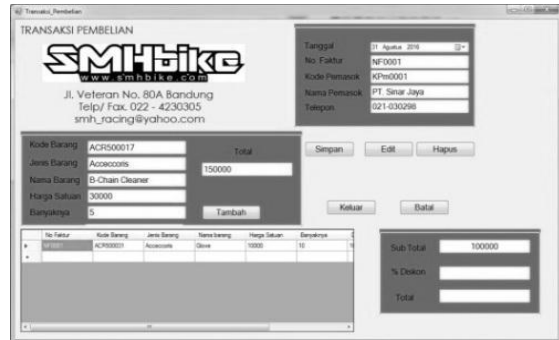 Transaksi_Pembelian
TRANSAKSI PEMBELIAN
SMHbike
www.smhbike.com
Jl. Veteran No. 80A Bandung
Telp/ Fax. 022 - 4230305
smh_racing@yahoo.com
Tanggal 31 Agustus 2016
No. Faktur NF0001
Kode Pemasok KPm0001
Nama Pemasok PT. Sinar Jaya
Telepon 021-030298
Kode Barang ACR500017
Jenis Barang Acceccoris
Nama Barang B-Chain Cleaner
Harga Satuan 30000
Banyaknya 5
Total
150000
Tambah
Simpan Edit Hapus
Keluar Batal
No Faktur Kode Barang Jenis Barang Nama barang Harga Satuan Banyaknya
NF0001 Acceccoris Glove 10000 10
Sub Total 100000
% Diskon
Total